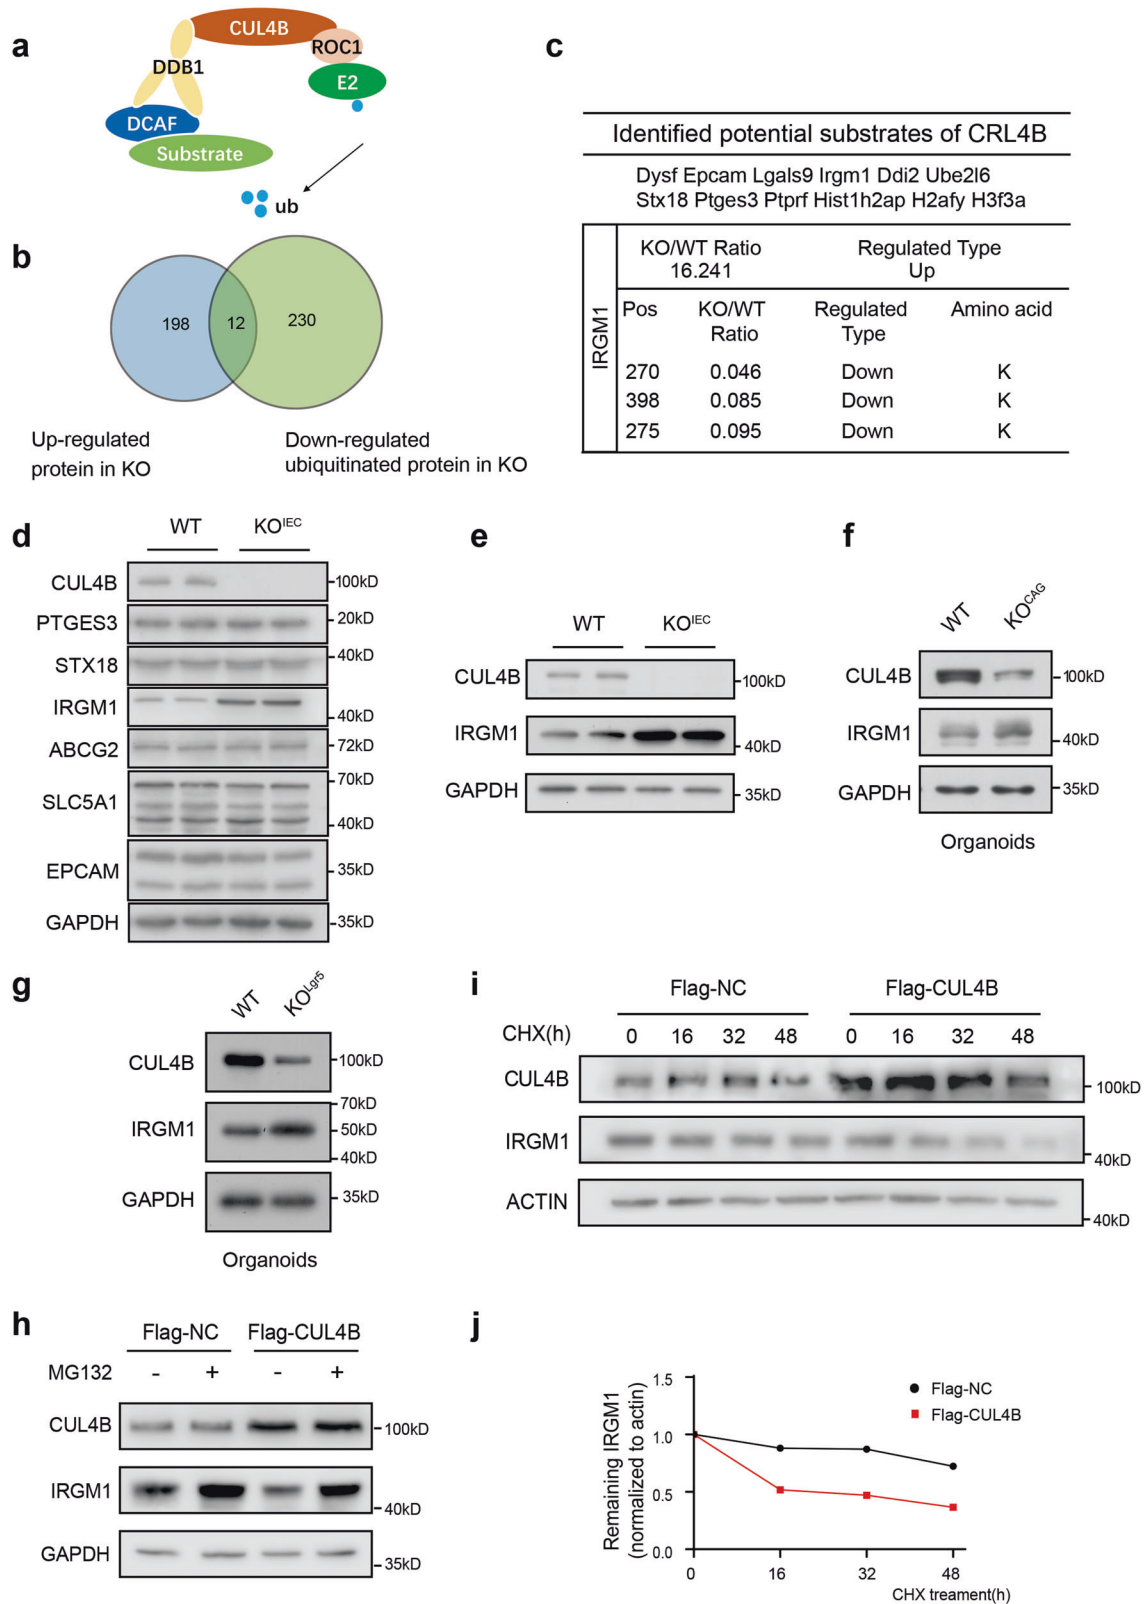 a
CUL4B
ROC1
DDB1
E2
DCAF
Substrate
ub
b
198
12
230
Up-regulated
protein in KO
Down-regulated
ubiquitinated protein in KO
c
Identified potential substrates of CRL4B
Dysf Epcam Lgals9 Irgm1 Ddi2 Ube2l6
Stx18 Ptges3 Ptprf Hist1h2ap H2afy H3f3a
IRGM1
KO/WT Ratio Regulated Type
16.241 Up
Pos KO/WT Regulated Amino acid
Ratio Type
270 0.046 Down K
398 0.085 Down K
275 0.095 Down K
d
WT KO^IEC
CUL4B 100kD
PTGES3 20kD
STX18 40kD
IRGM1 40kD
ABCG2 72kD
SLC5A1 70kD
40kD
EPCAM 35kD
GAPDH 35kD
e
WT KO^IEC
CUL4B 100kD
IRGM1 40kD
GAPDH 35kD
f
WT KO^CAG
CUL4B 100kD
IRGM1 40kD
GAPDH 35kD
Organoids
g
WT KO^Lgr5
CUL4B 100kD
70kD
IRGM1 50kD
40kD
GAPDH 35kD
Organoids
i
Flag-NC Flag-CUL4B
CHX(h) 0 16 32 48 0 16 32 48
CUL4B 100kD
IRGM1 40kD
ACTIN 40kD
h
Flag-NC Flag-CUL4B
MG132 - + - +
CUL4B 100kD
IRGM1 40kD
GAPDH 35kD
j
Remaining IRGM1
(normalized to actin)
1.5
1.0
0.5
0.0
Flag-NC
Flag-CUL4B
0 16 32 48
CHX treament(h)